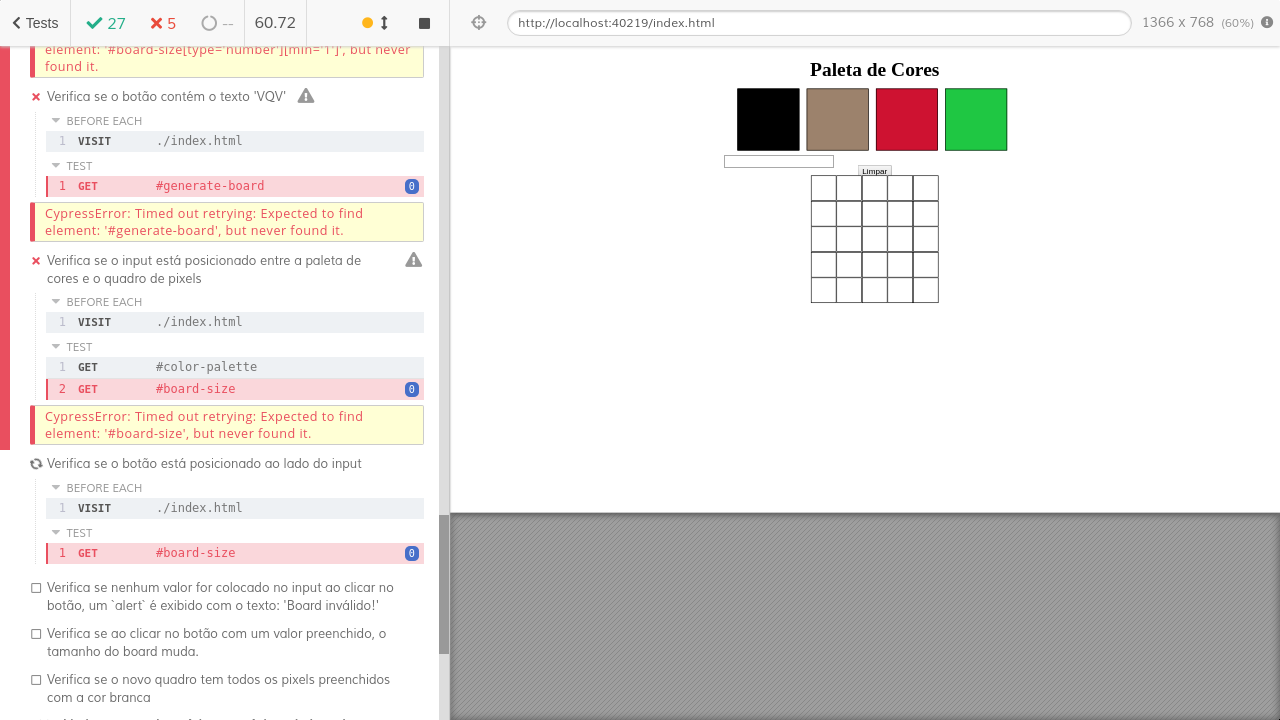 Tests
27
5
--
60.72
element: '#board-size[type='number'][min='1']', but never
found it.
Verifica se o botão contém o texto 'VQV'
BEFORE EACH
1 VISIT ./index.html
TEST
1 GET #generate-board 0
CypressError: Timed out retrying: Expected to find
element: '#generate-board', but never found it.
Verifica se o input está posicionado entre a paleta de
cores e o quadro de pixels
BEFORE EACH
1 VISIT ./index.html
TEST
1 GET #color-palette
2 GET #board-size 0
CypressError: Timed out retrying: Expected to find
element: '#board-size', but never found it.
Verifica se o botão está posicionado ao lado do input
BEFORE EACH
1 VISIT ./index.html
TEST
1 GET #board-size 0
Verifica se nenhum valor for colocado no input ao clicar no
botão, um `alert` é exibido com o texto: 'Board inválido!'
Verifica se ao clicar no botão com um valor preenchido, o
tamanho do board muda.
Verifica se o novo quadro tem todos os pixels preenchidos
com a cor branca
http://localhost:40219/index.html
1366 x 768 (60%)
Paleta de Cores
Limpar